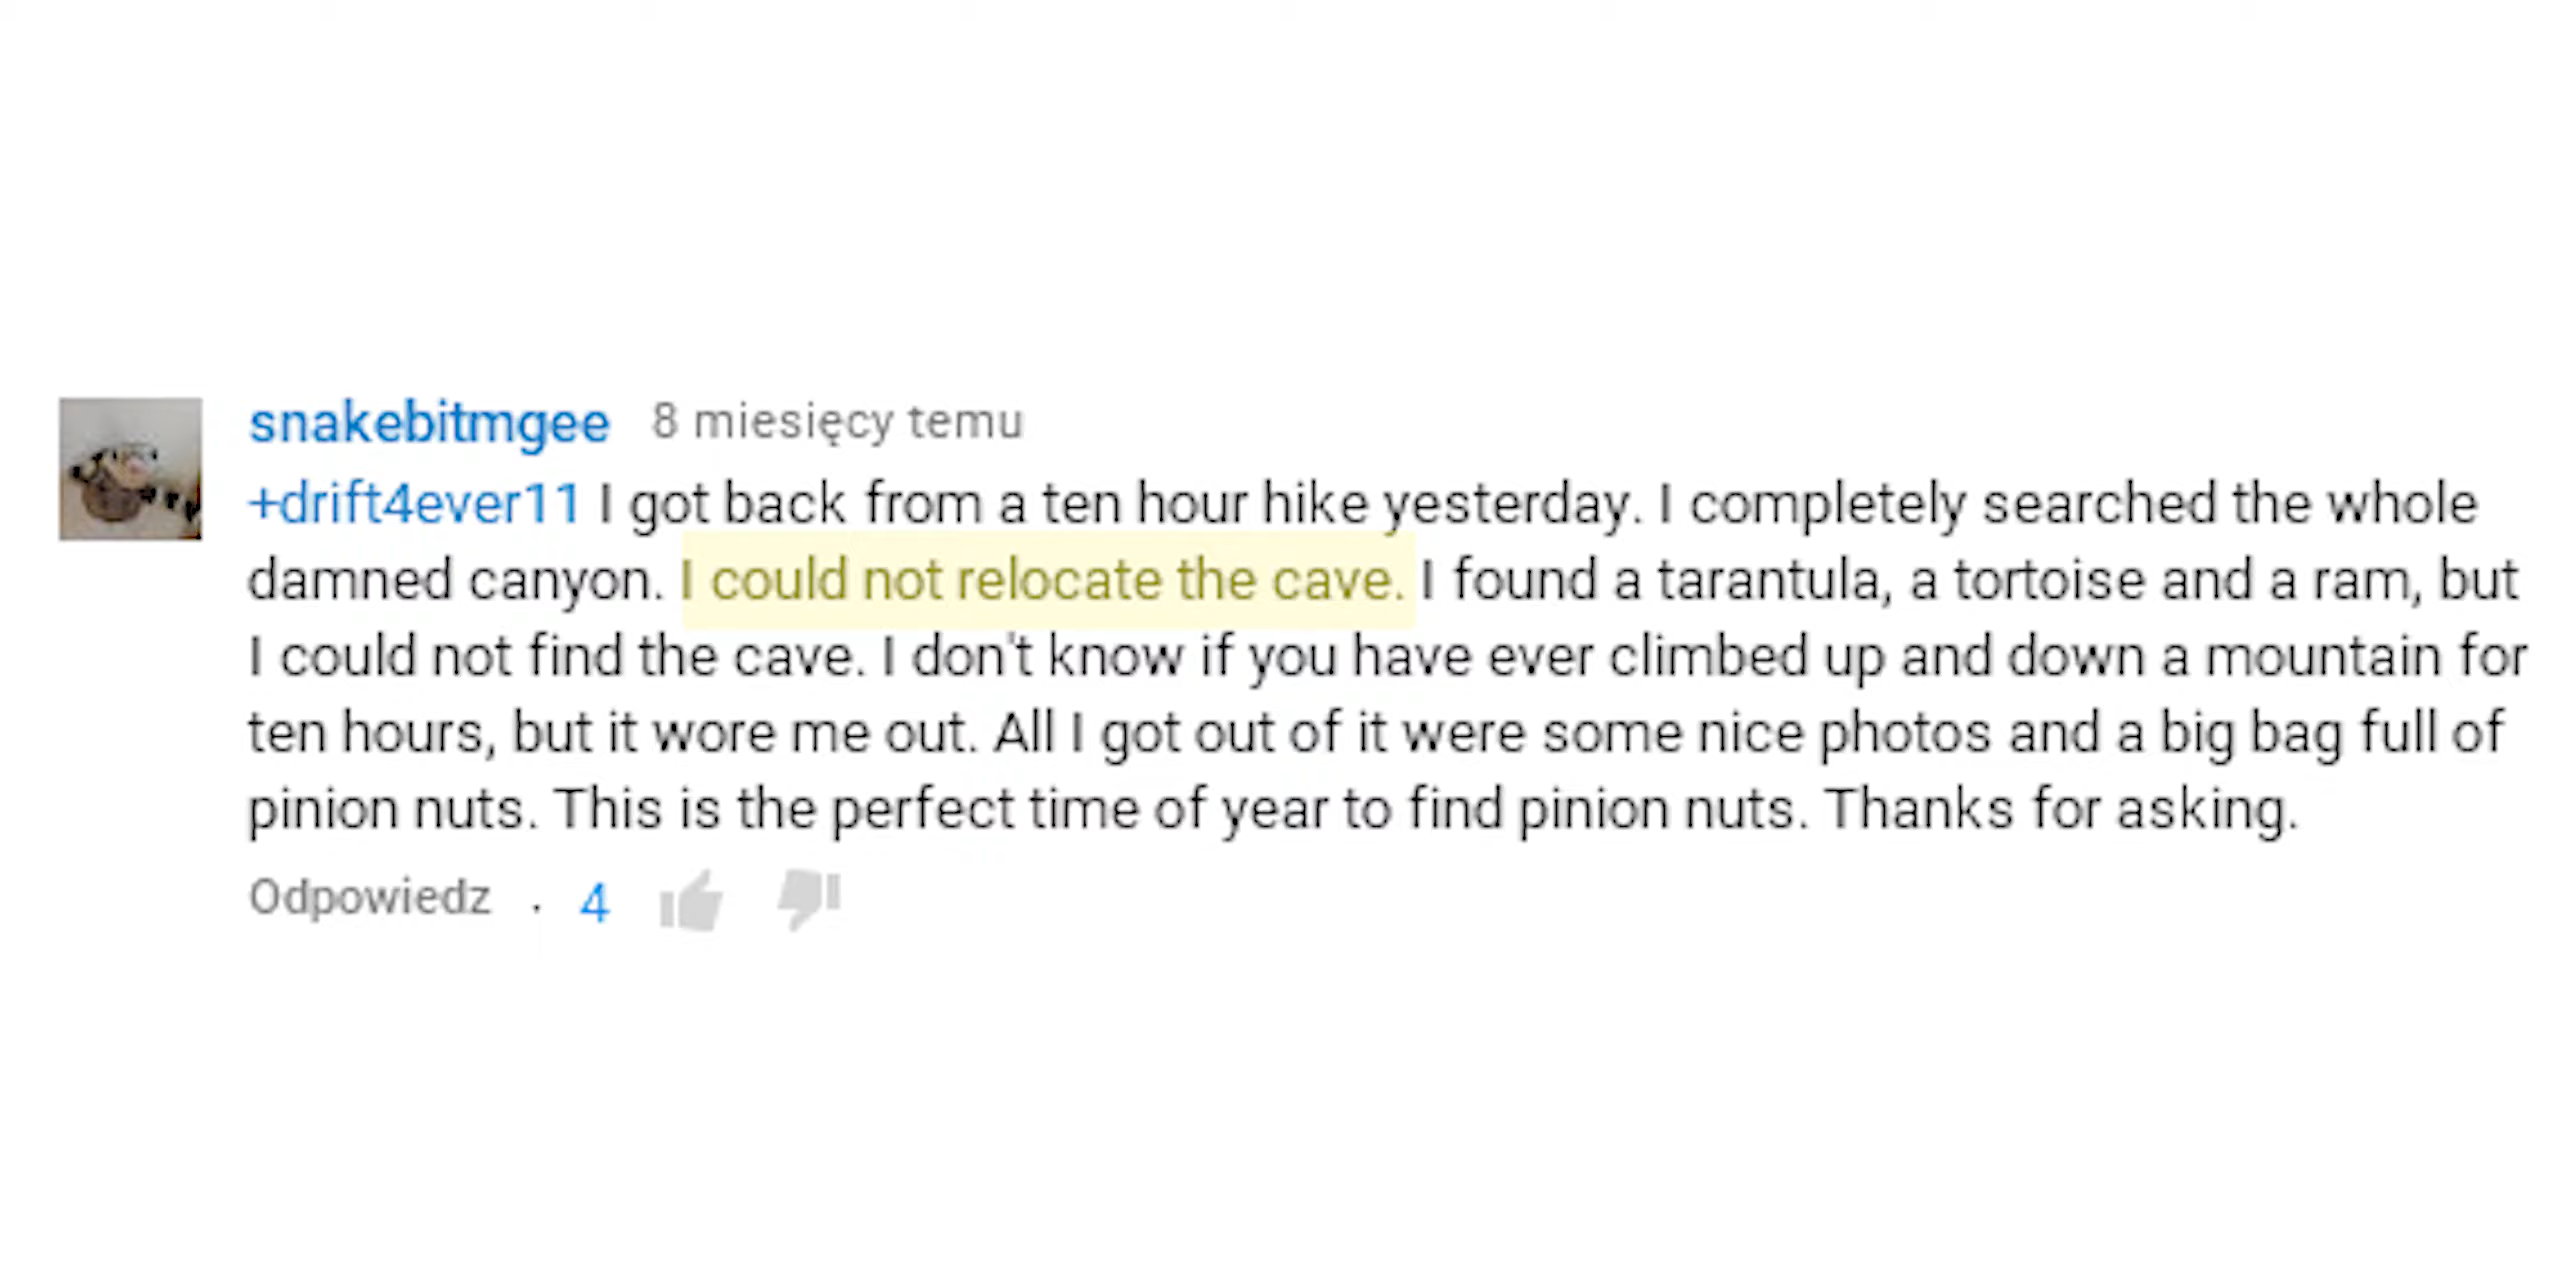 snakebitmgee 8 miesięcy temu
+drift4ever11 I got back from a ten hour hike yesterday. I completely searched the whole
damned canyon. I could not relocate the cave. I found a tarantula, a tortoise and a ram, but
I could not find the cave. I don't know if you have ever climbed up and down a mountain for
ten hours, but it wore me out. All I got out of it were some nice photos and a big bag full of
pinion nuts. This is the perfect time of year to find pinion nuts. Thanks for asking.
Odpowiedz · 4